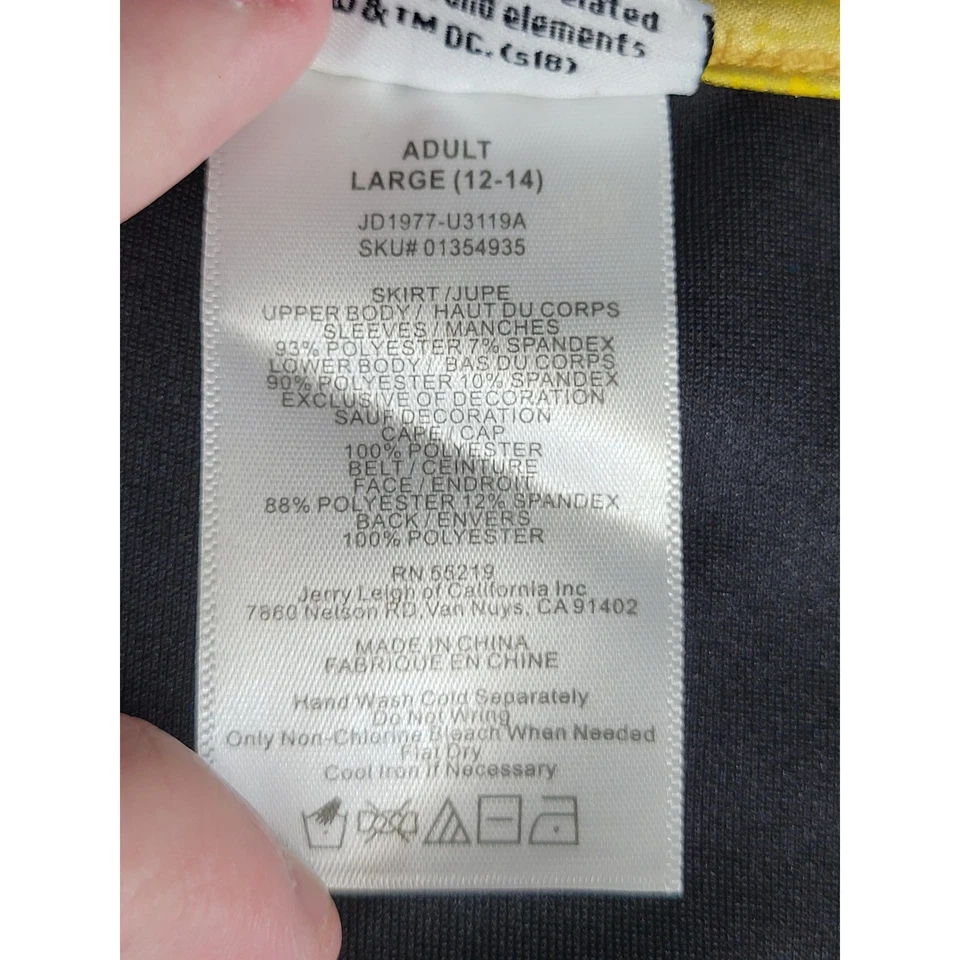 elated
and elements
& TM DC. (s18)
ADULT
LARGE (12-14)
JD1977-U3119A
SKU# 01354935
SKIRT/JUPE
UPPER BODY/ HAUT DU CORPS
SLEEVES/MANCHES
93% POLYESTER 7% SPANDEX
LOWER BODY/ BAS DU CORPS
90% POLYESTER 10% SPANDEX
EXCLUSIVE OF DECORATION
SAUF DECORATION
CAPE/CAP
100% POLYESTER
BELT/CEINTURE
FACE/ENDROIT
88% POLYESTER 12% SPANDEX
BACK/ENVERS
100% POLYESTER
RN 55219
Jerry Leigh of California Inc
7860 Nelson RD. Van Nuys, CA 91402
MADE IN CHINA
FABRIQUE EN CHINE
Hand Wash Cold Separately
Do Not Wring
Only Non-Chlorine Bleach When Needed
Flat Dry
Cool Iron If Necessary